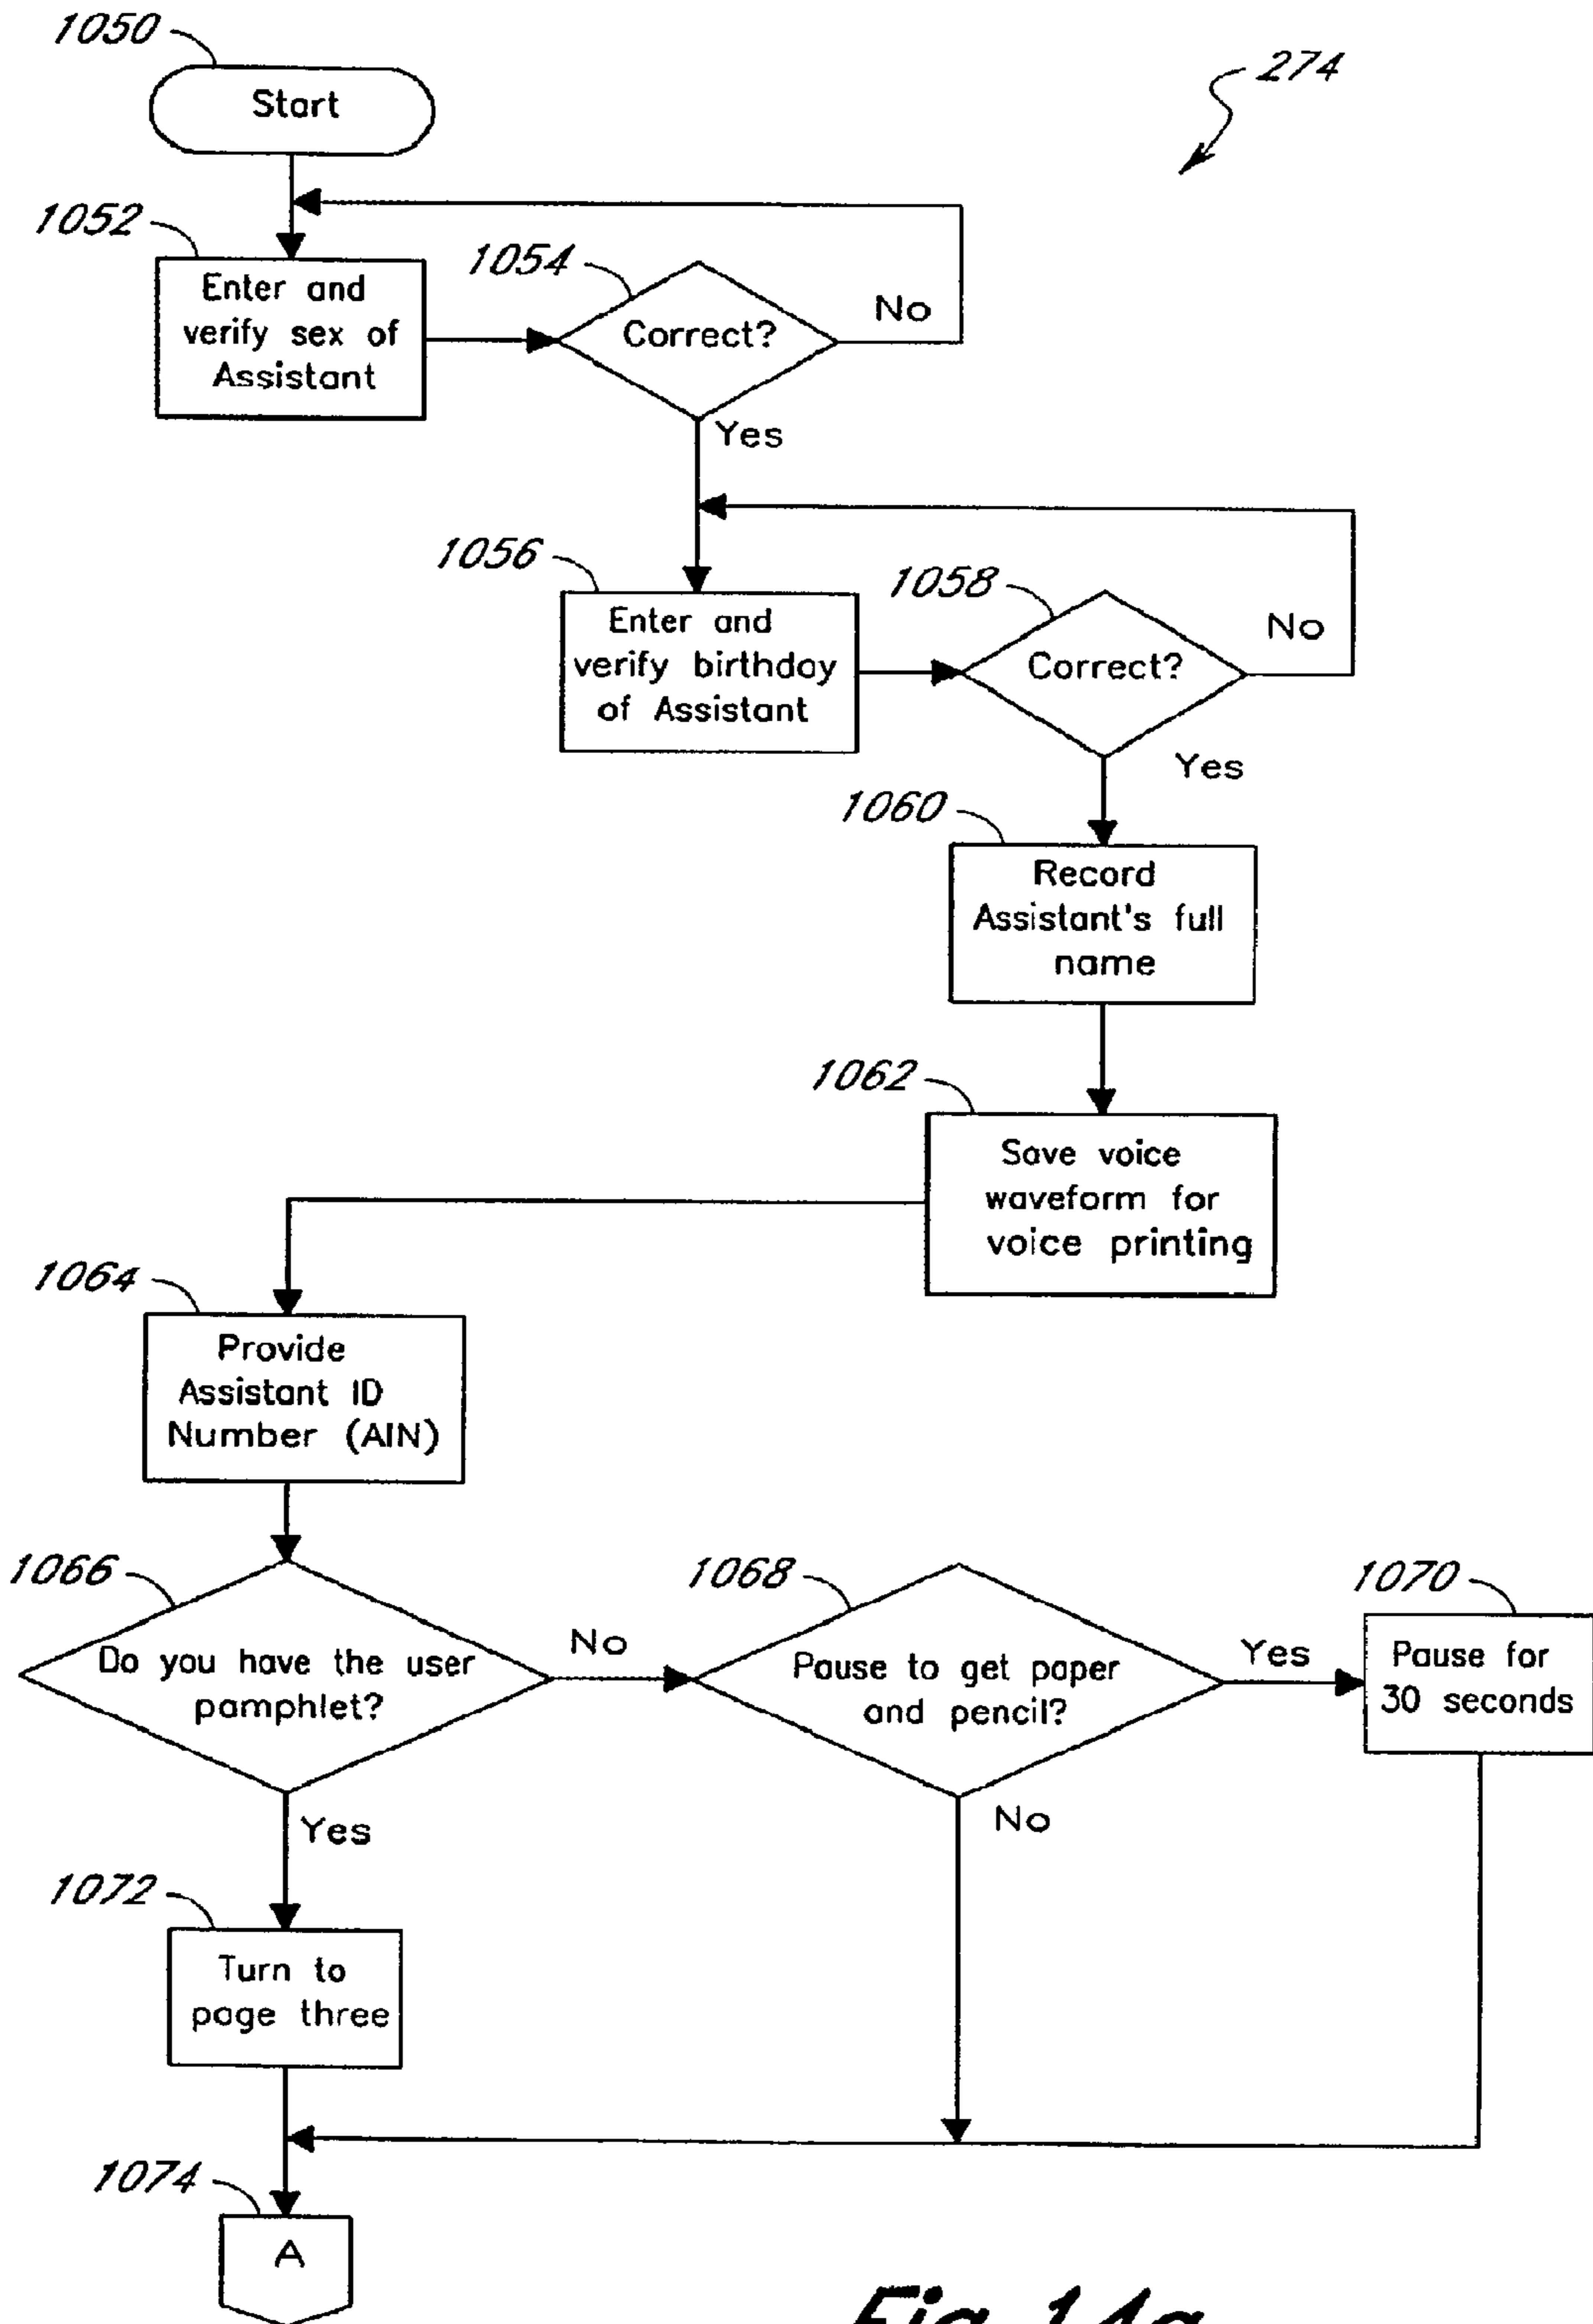 1050
Start
274
1052
Enter and
verify sex of
Assistant
1054
Correct?
No
Yes
1056
Enter and
verify birthday
of Assistant
1058
Correct?
No
Yes
1060
Record
Assistant's full
name
1062
Save voice
waveform for
voice printing
1064
Provide
Assistant ID
Number (AIN)
1066
Do you have the user
pamphlet?
No
1068
Pause to get paper
and pencil?
Yes
1070
Pause for
30 seconds
Yes
No
1072
Turn to
page three
1074
A
Fig. 14a